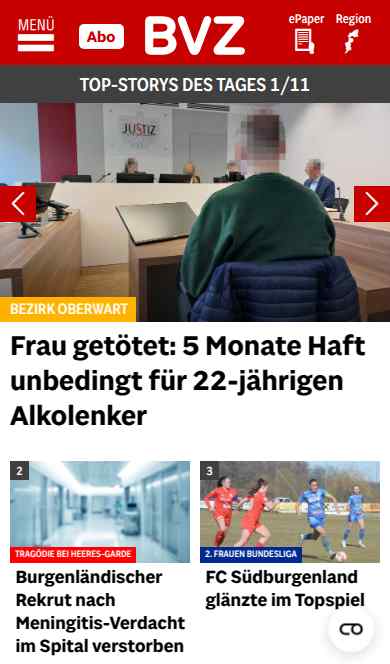 MENÜ
Abo
BVZ
ePaper
Region
TOP-STORYS DES TAGES 1/11
JUSTIZ
BEZIRK OBERWART
Frau getötet: 5 Monate Haft
unbedingt für 22-jährigen
Alkolenker
2
TRAGÖDIE BEI HEERES-GARDE
Burgenländischer
Rekrut nach
Meningitis-Verdacht
im Spital verstorben
3
2. FRAUEN BUNDESLIGA
FC Südburgenland
glänzte im Topspiel